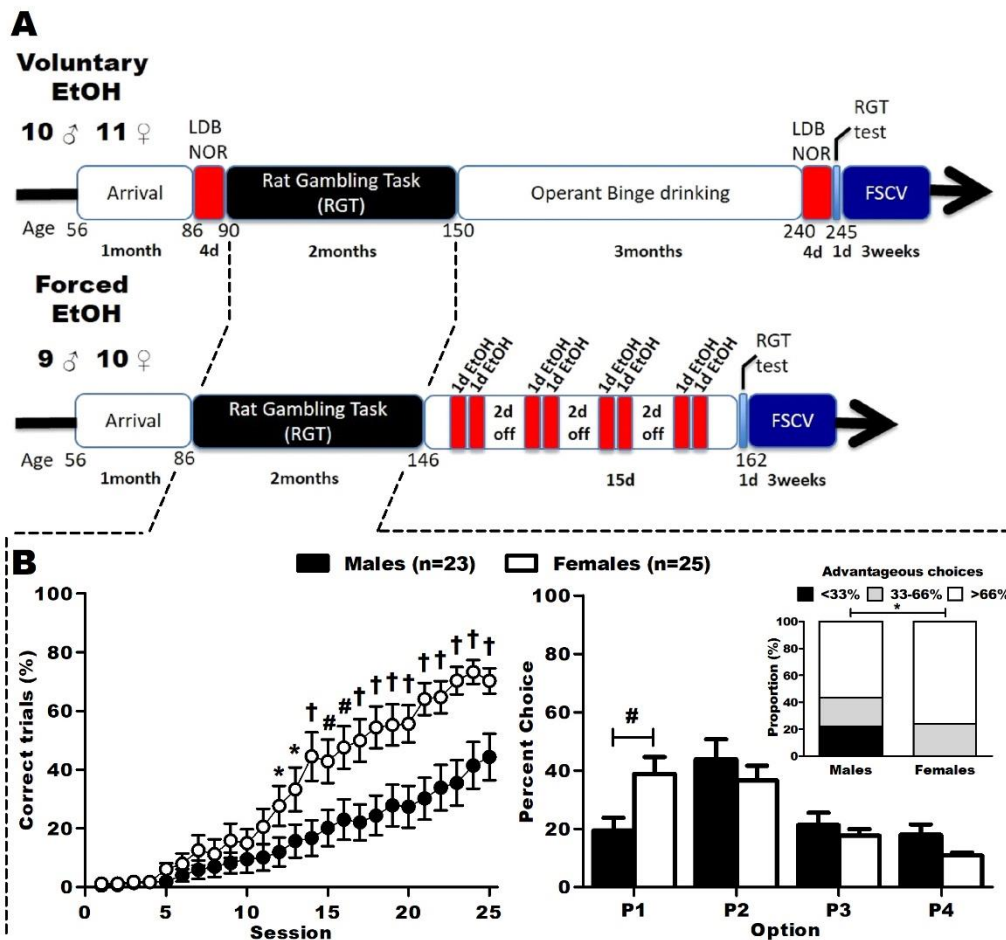 A
Voluntary
EtOH
10 ♂ 11 ♀
LDB
NOR
LDB
NOR
RGT
test
Arrival
Rat Gambling Task
(RGT)
Operant Binge drinking
FSCV
Age 56 86 90 150 240 245
1month 4d 2months 3months 4d 1d 3weeks
Forced
EtOH
9 ♂ 10 ♀
1d EtOH
1d EtOH
1d EtOH
1d EtOH
1d EtOH
1d EtOH
1d EtOH
1d EtOH
RGT
test
Arrival
Rat Gambling Task
(RGT)
2d
off
2d
off
2d
off
FSCV
Age 56 86 146 162
1month 2months 15d 1d 3weeks
B
Males (n=23) Females (n=25)
Correct trials (%)
100
80
60
40
20
0
* * † # # † † † † † † † † †
0 5 10 15 20 25
Session
Percent Choice
100
80
60
40
20
0
#
P1 P2 P3 P4
Option
Advantageous choices
<33% 33-66% >66%
*
Proportion (%)
100
80
60
40
20
0
Males Females